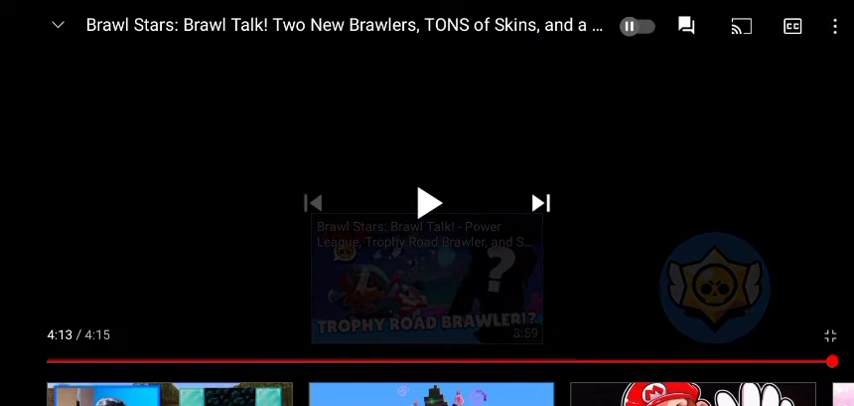 Brawl Stars: Brawl Talk! Two New Brawlers, TONS of Skins, and a ...
CC
Brawl Stars: Brawl Talk! - Power
League, Trophy Road Brawler, and S...
?
TROPHY ROAD BRAWLER!?
3:59
4:13 / 4:15
M